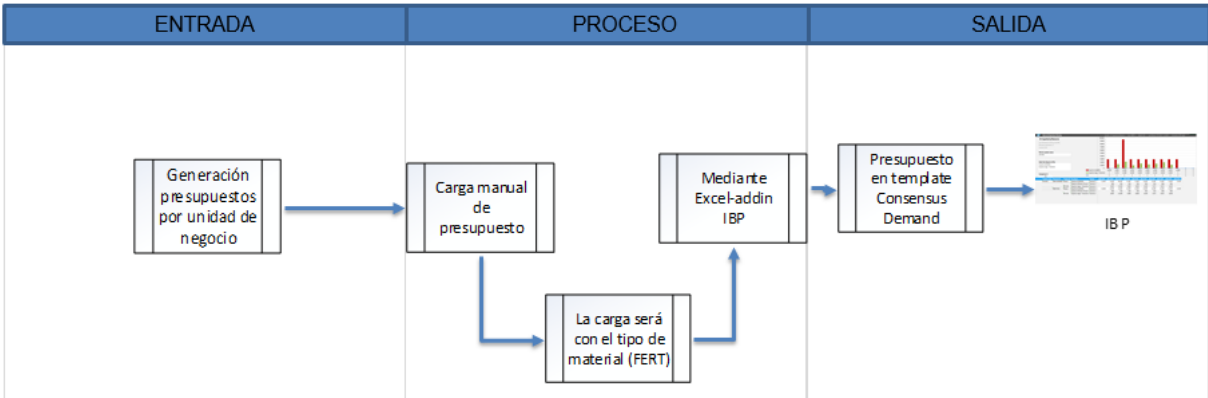 ENTRADA
PROCESO
SALIDA
Generación
presupuestos
por unidad de
negocio
Carga manual
de
presupuesto
La carga será
con el tipo de
material (FERT)
Mediante
Excel-addin
IBP
Presupuesto
en template
Consensus
Demand
IB P